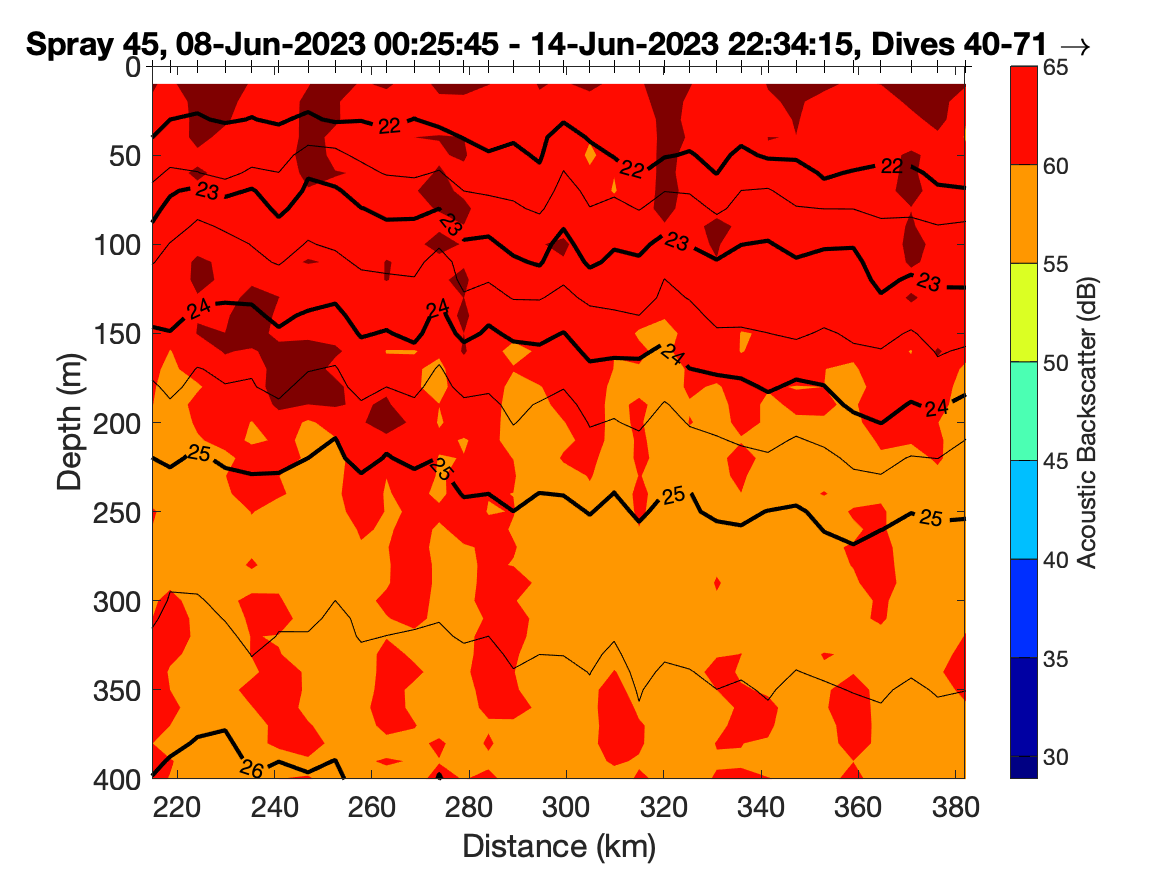 Spray 45, 08-Jun-2023 00:25:45 - 14-Jun-2023 22:34:15, Dives 40-71 →
0
50
100
150
200
250
300
350
400
Depth (m)
220 240 260 280 300 320 340 360 380
Distance (km)
22 22 22
23 23 23 23
24 24 24 24
25 25 25 25
26
65
60
55
50
45
40
35
30
Acoustic Backscatter (dB)